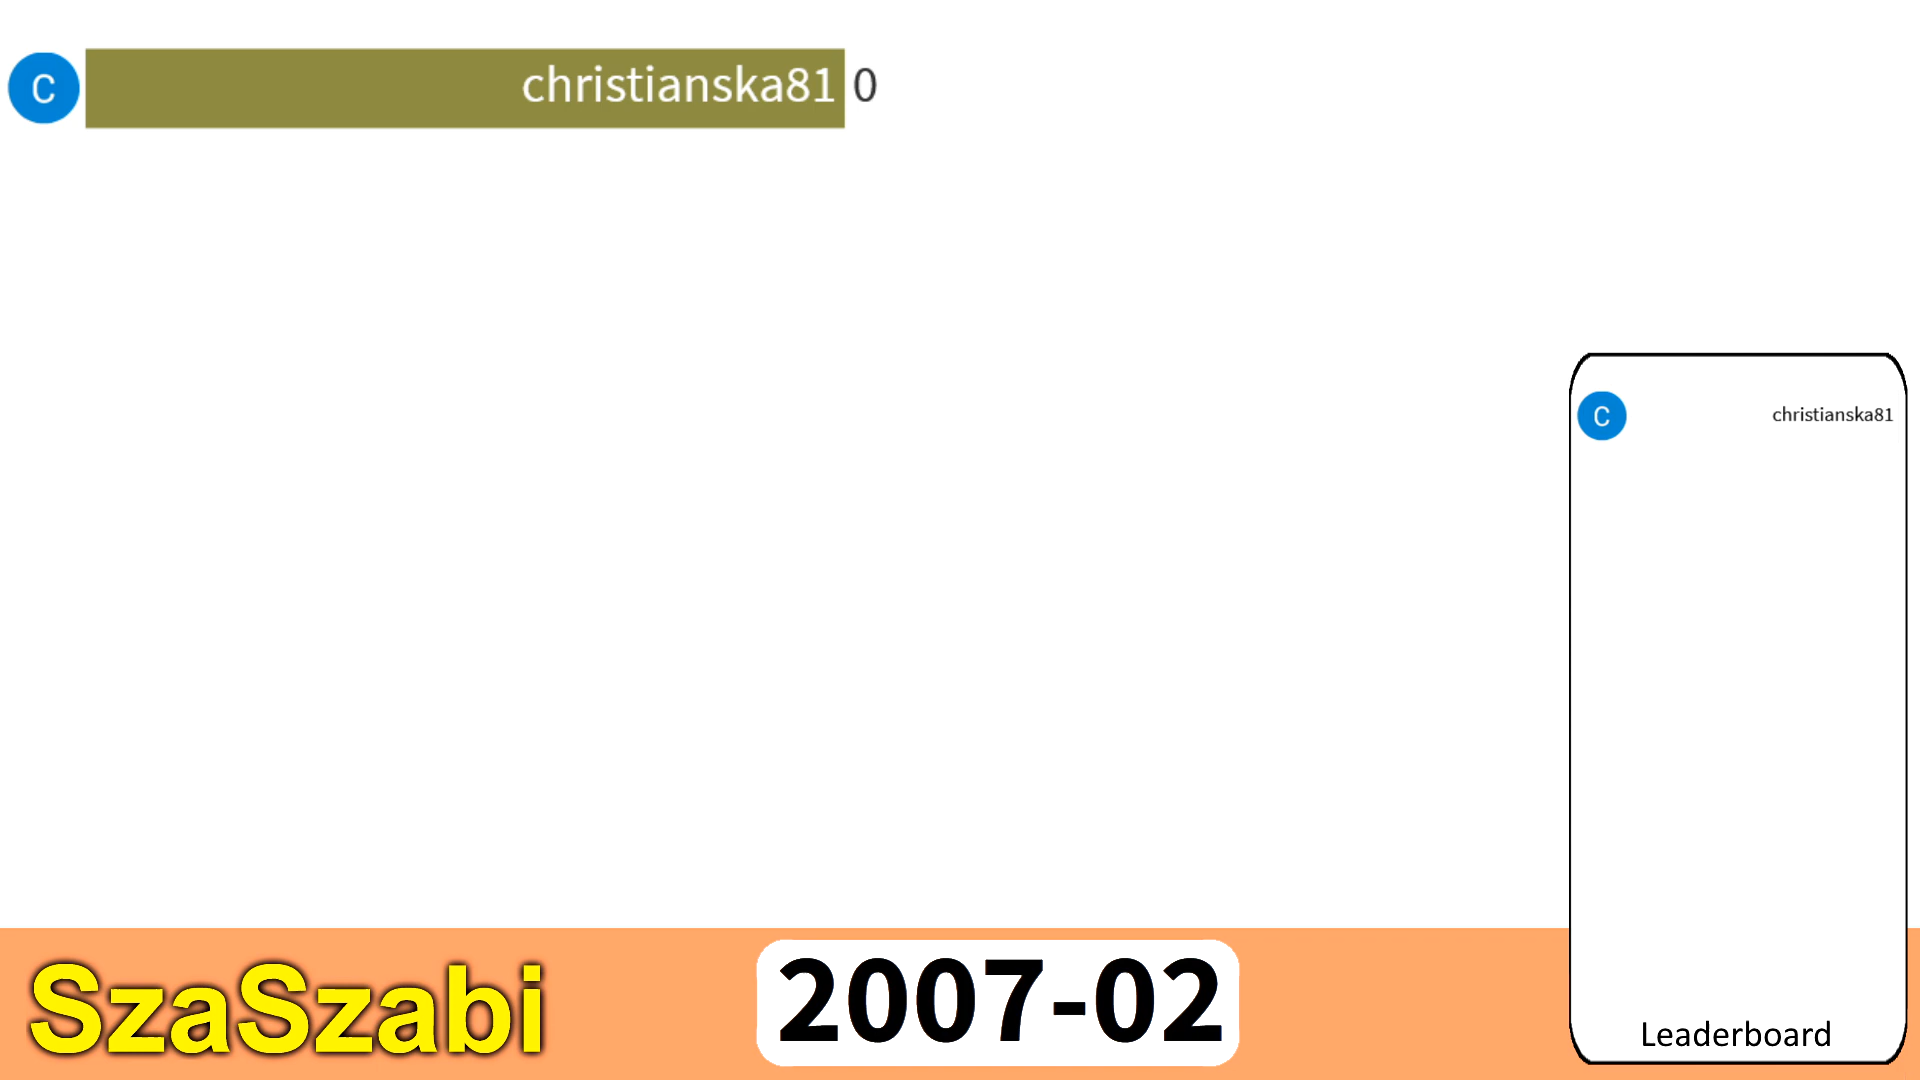 C christianska81 0
C christianska81
SzaSzabi
2007-02
Leaderboard